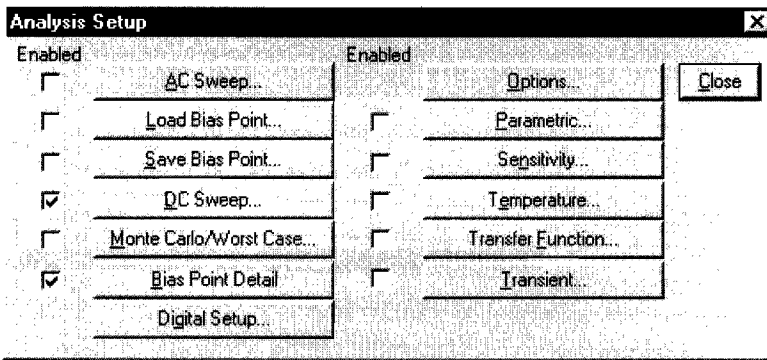 Analysis Setup
Enabled
Enabled
AC Sweep...
Options...
Close
Load Bias Point...
Parametric...
Save Bias Point...
Sensitivity...
DC Sweep...
Temperature...
Monte Carlo/Worst Case...
Transfer Function...
Bias Point Detail
Transient...
Digital Setup...